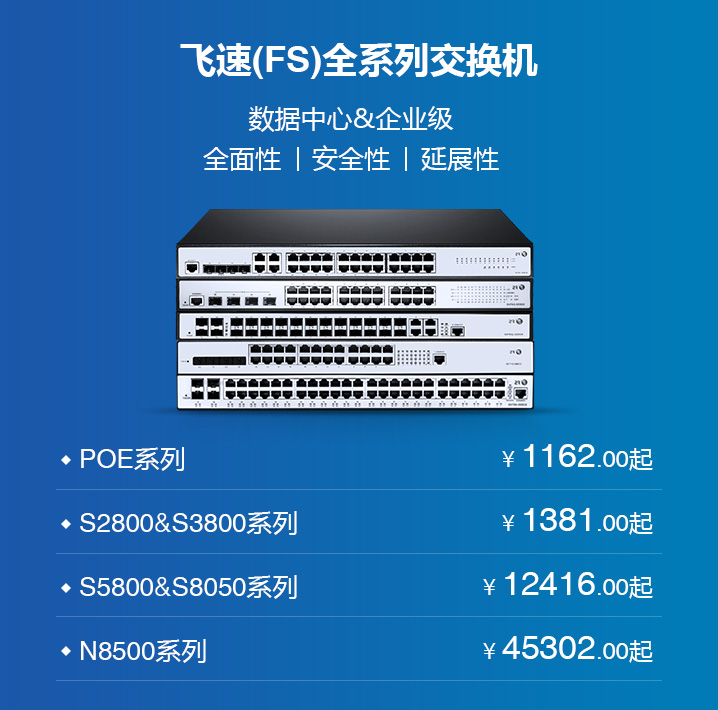 飞速(FS)全系列交换机
数据中心&企业级
全面性 | 安全性 | 延展性
POE系列 ¥ 1162.00起
S2800&S3800系列 ¥ 1381.00起
S5800&S8050系列 ¥ 12416.00起
N8500系列 ¥ 45302.00起